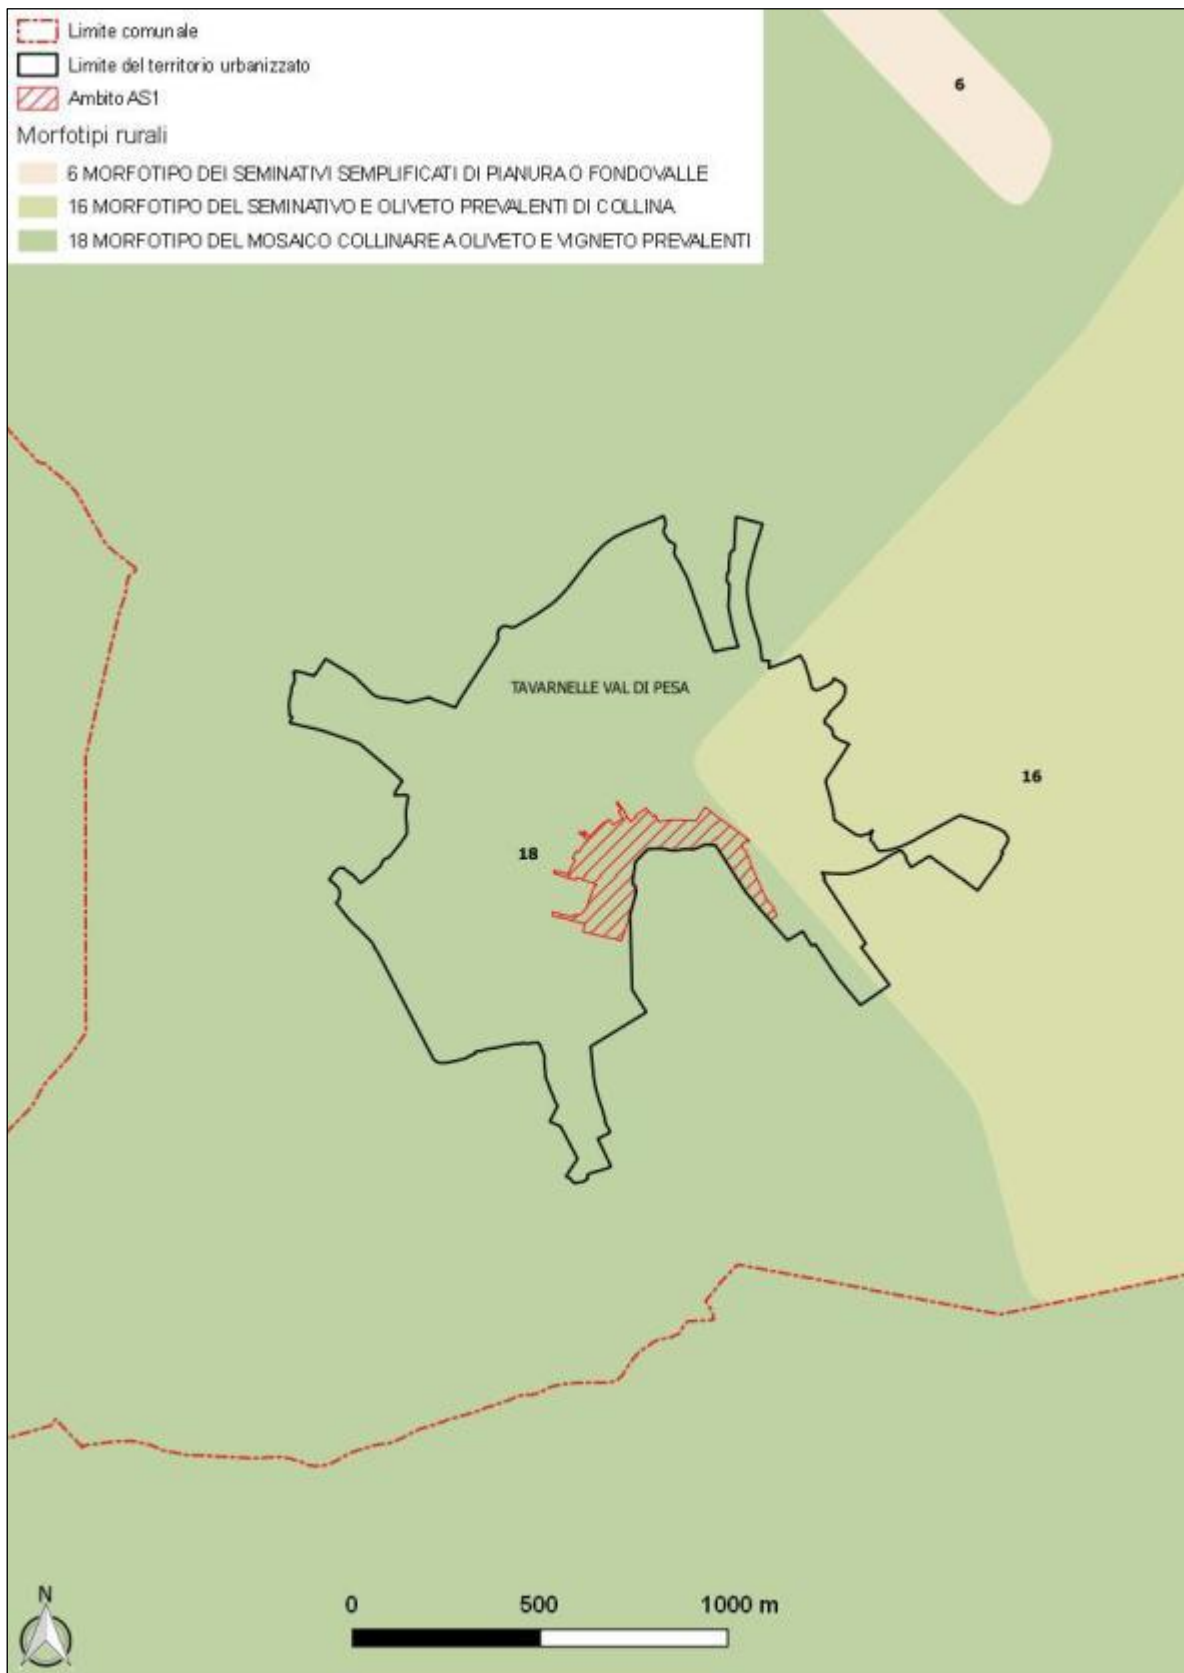 Limite comunale
Limite del territorio urbanizzato
Ambito AS1
Morfotipi rurali
6 MORFOTIPO DEI SEMINATIVI SEMPLIFICATI DI PIANURA O FONDOVALLE
16 MORFOTIPO DEL SEMINATIVO E OLIVETO PREVALENTI DI COLLINA
18 MORFOTIPO DEL MOSAICO COLLINARE A OLIVETO E VIGNETO PREVALENTI
6
TAVARNELLE VAL DI PESA
16
18
N
0 500 1000 m